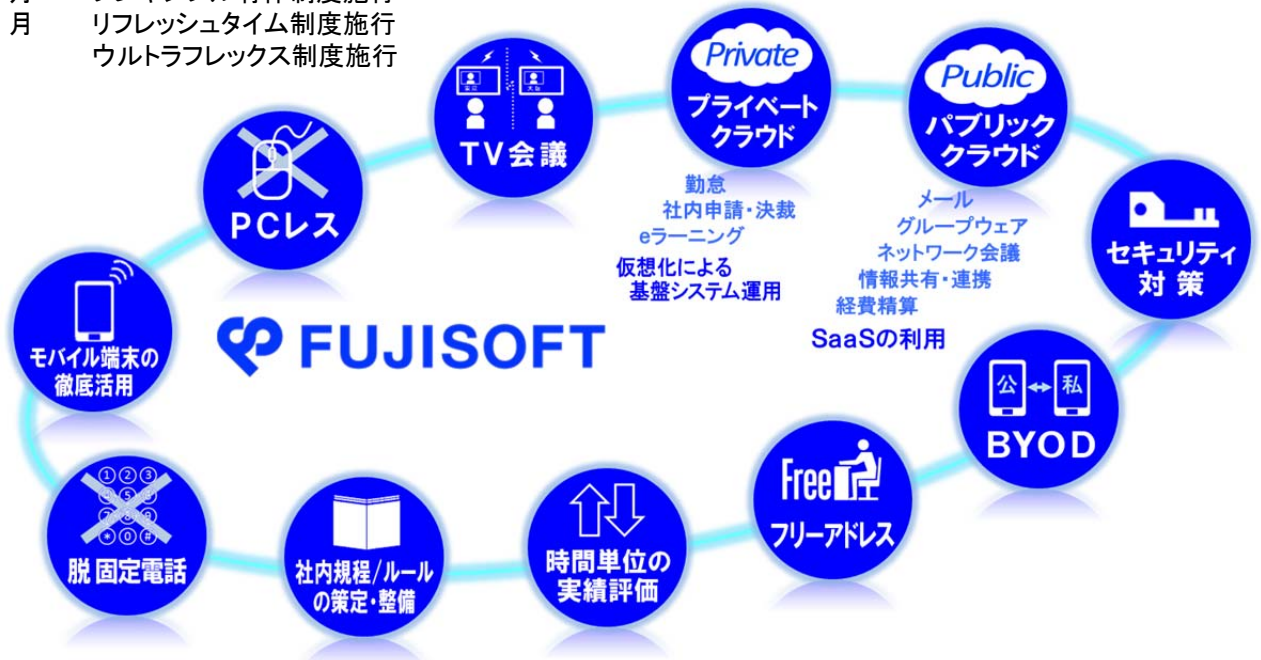 月 リフレッシュタイム制度施行
ウルトラフレックス制度施行
Private
プライベート
クラウド
Public
パブリック
クラウド
TV会議
PCレス
勤怠
社内申請・決裁
eラーニング
仮想化による
基盤システム運用
メール
グループウェア
ネットワーク会議
情報共有・連携
経費精算
SaaSの利用
セキュリティ
対策
モバイル端末の
徹底活用
FUJISOFT
公
私
BYOD
Free
フリーアドレス
時間単位の
実績評価
社内規程/ルール
の策定・整備
脱 固定電話